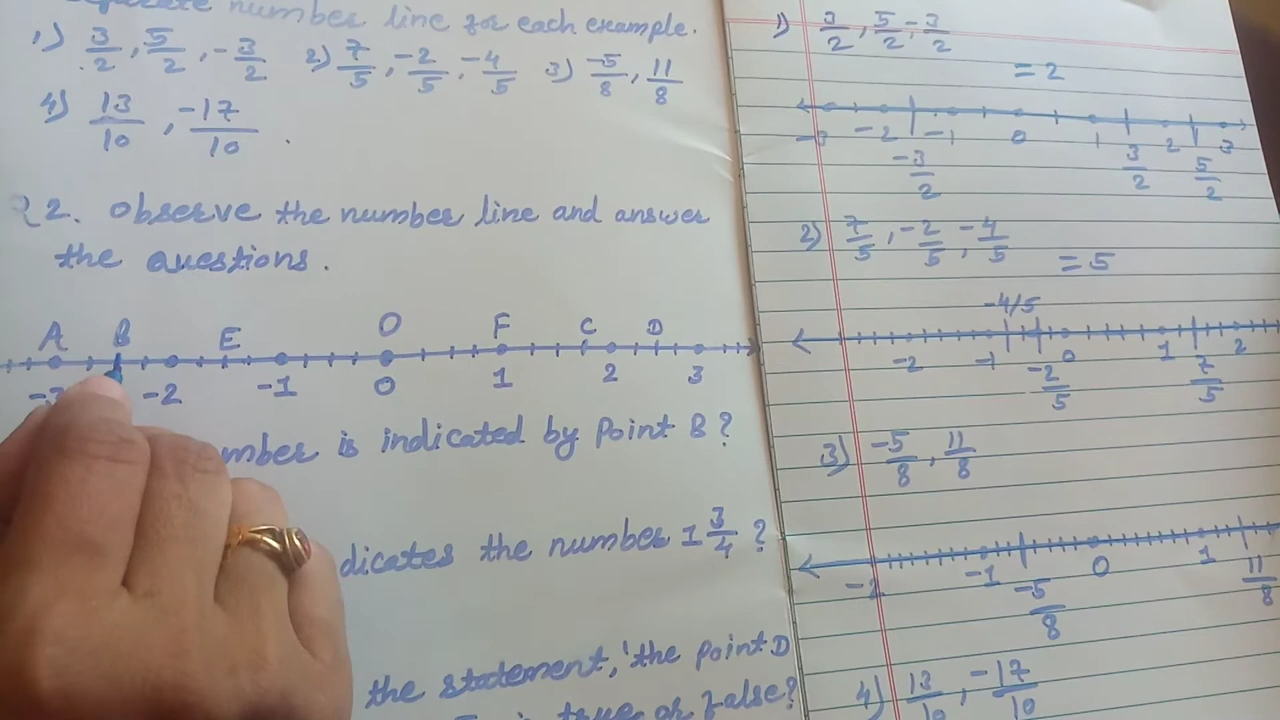 number line for each example.
1) 3/2, 5/2, -3/2 2) 7/5, -2/5, -4/5 3) -5/8, 11/8
4) 13/10, -17/10.
2. Observe the number line and answer
the questions.
A B E O F C D
-2 -1 0 1 2 3
is indicated by Point B?
the number 1 3/4?
the statement, 'the point D
is true or false?
1) 3/2, 5/2, -3/2
= 2
-3 -2 -1 0 1 2 3
-3/2 3/2 5/2
2) 7/5, -2/5, -4/5
= 5
-4/5
-2 -1 0 1 2
-2/5 7/5
3) -5/8, 11/8
-1 0 1
-5/8 11/8
4) 13/10, -17/10